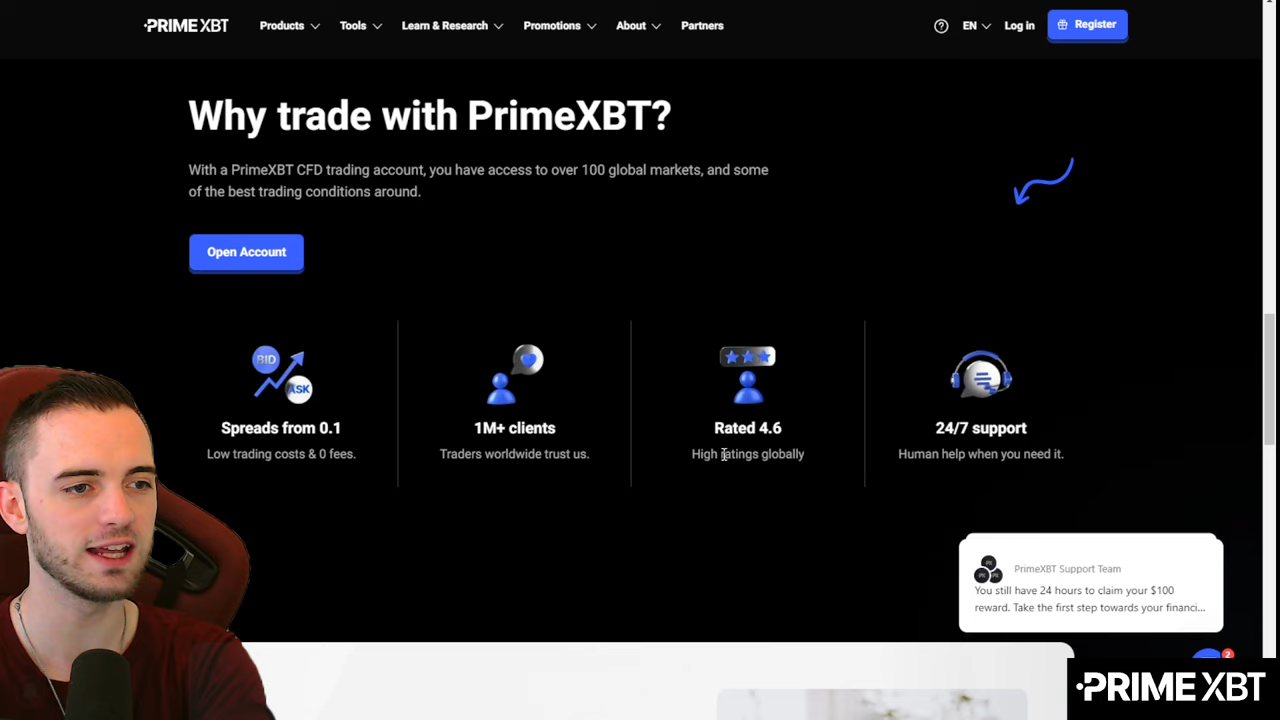 PRIME XBT
Products
Tools
Learn & Research
Promotions
About
Partners
EN
Log in
Register
Why trade with PrimeXBT?
With a PrimeXBT CFD trading account, you have access to over 100 global markets, and some
of the best trading conditions around.
Open Account
BID
ASK
Spreads from 0.1
Low trading costs & 0 fees.
1M+ clients
Traders worldwide trust us.
Rated 4.6
High ratings globally
24/7 support
Human help when you need it.
PrimeXBT Support Team
You still have 24 hours to claim your $100
reward. Take the first step towards your financi...
2
PRIME XBT